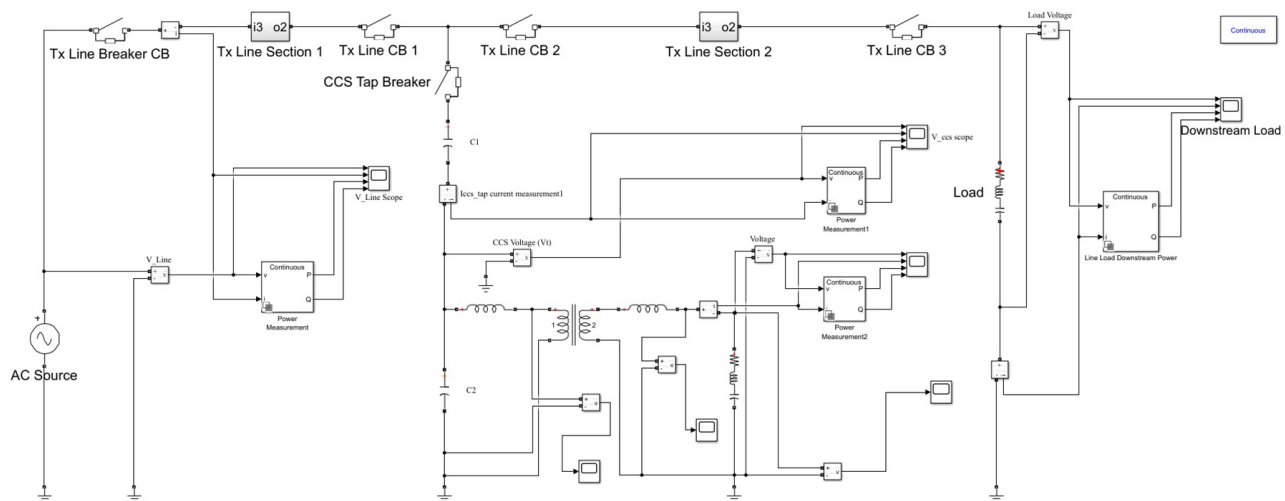 Load Voltage
i3 o2
i3 o2
v
Continuous
Tx Line Breaker CB
Tx Line Section 1
Tx Line CB 1
Tx Line CB 2
Tx Line Section 2
Tx Line CB 3
CCS Tap Breaker
Downstream Load
C1
V_ccs scope
Continuous
v P
Q
Power
Measurement1
V_Line Scope
Iccs_tap current measurement1
Load
Continuous
v P
i Q
Line Load Downstream Power
CCS Voltage (Vt)
v
Voltage
v
V_Line
v
Continuous
v P
i Q
Power
Measurement
Continuous
v P
i Q
Power
Measurement2
1 2
AC Source
C2
v
v
v